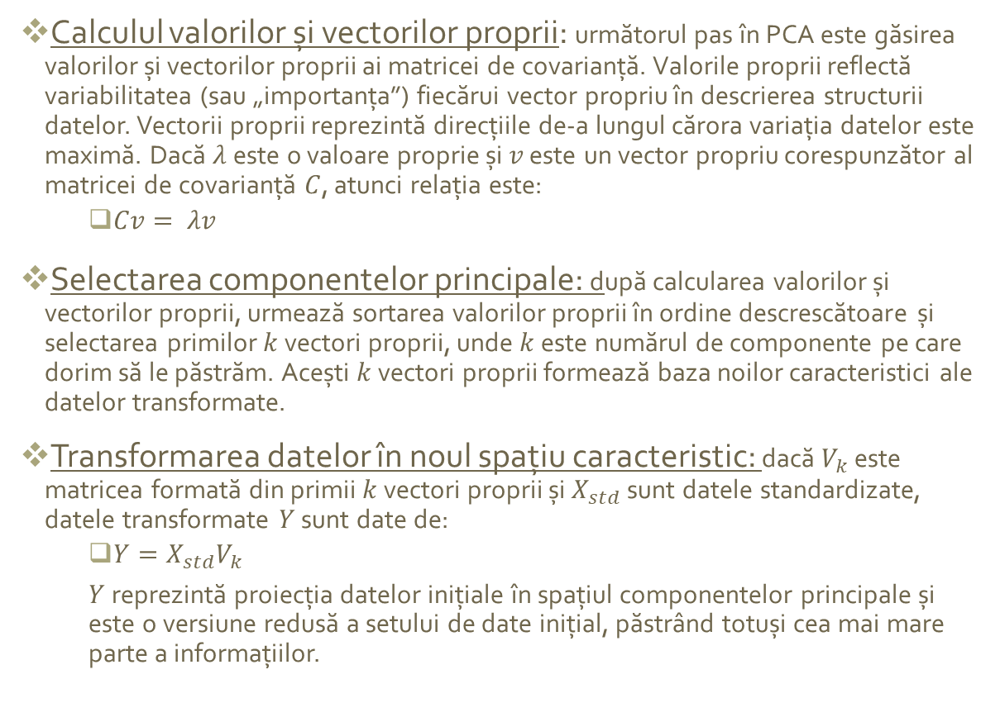 ❖Calculul valorilor și vectorilor proprii: următorul pas în PCA este găsirea
valorilor și vectorilor proprii ai matricei de covarianță. Valorile proprii reflectă
variabilitatea (sau „importanța”) fiecărui vector propriu în descrierea structurii
datelor. Vectorii proprii reprezintă direcțiile de-a lungul cărora variația datelor este
maximă. Dacă λ este o valoare proprie și v este un vector propriu corespunzător al
matricei de covarianță C, atunci relația este:
❑Cv = λv
❖Selectarea componentelor principale: după calcularea valorilor și
vectorilor proprii, urmează sortarea valorilor proprii în ordine descrescătoare și
selectarea primilor k vectori proprii, unde k este numărul de componente pe care
dorim să le păstrăm. Acești k vectori proprii formează baza noilor caracteristici ale
datelor transformate.
❖Transformarea datelor în noul spațiu caracteristic: dacă V_k este
matricea formată din primii k vectori proprii și X_{std} sunt datele standardizate,
datele transformate Y sunt date de:
❑Y = X_{std}V_k
Y reprezintă proiecția datelor inițiale în spațiul componentelor principale și
este o versiune redusă a setului de date inițial, păstrând totuși cea mai mare
parte a informațiilor.